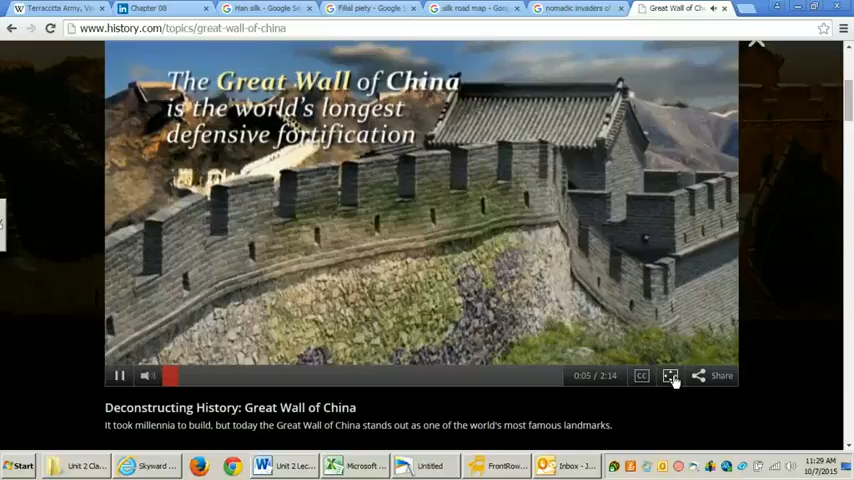 Terracotta Army
Chapter 08
Han silk - Google Se
Filial piety - Google S
silk road map - Goog
nomadic invaders o
Great Wall of Ch
www.history.com/topics/great-wall-of-china
The Great Wall of China
is the world's longest
defensive fortification
0:05 / 2:14
CC
Share
Deconstructing History: Great Wall of China
It took millennia to build, but today the Great Wall of China stands out as one of the world's most famous landmarks.
Start
Unit 2 Cla...
Skyward ...
Unit 2 Lec...
Microsoft ...
Untitled
FrontRow...
Inbox - J...
11:29 AM
10/7/2015